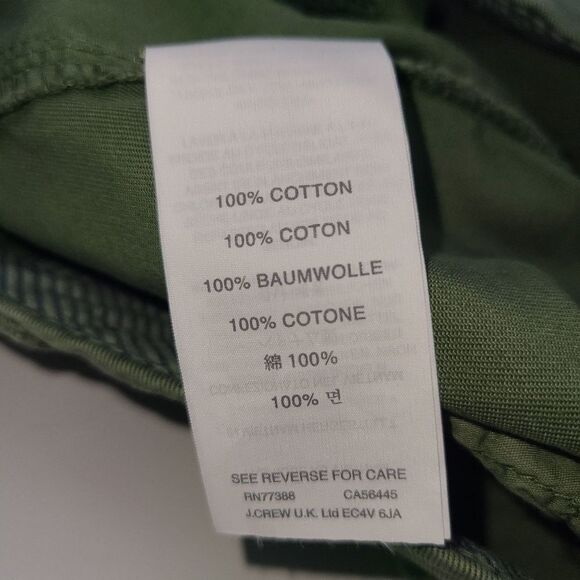 100% COTTON
100% COTON
100% BAUMWOLLE
100% COTONE
綿 100%
100% 면
SEE REVERSE FOR CARE
RN77388 CA56445
J.CREW U.K. Ltd EC4V 6JA